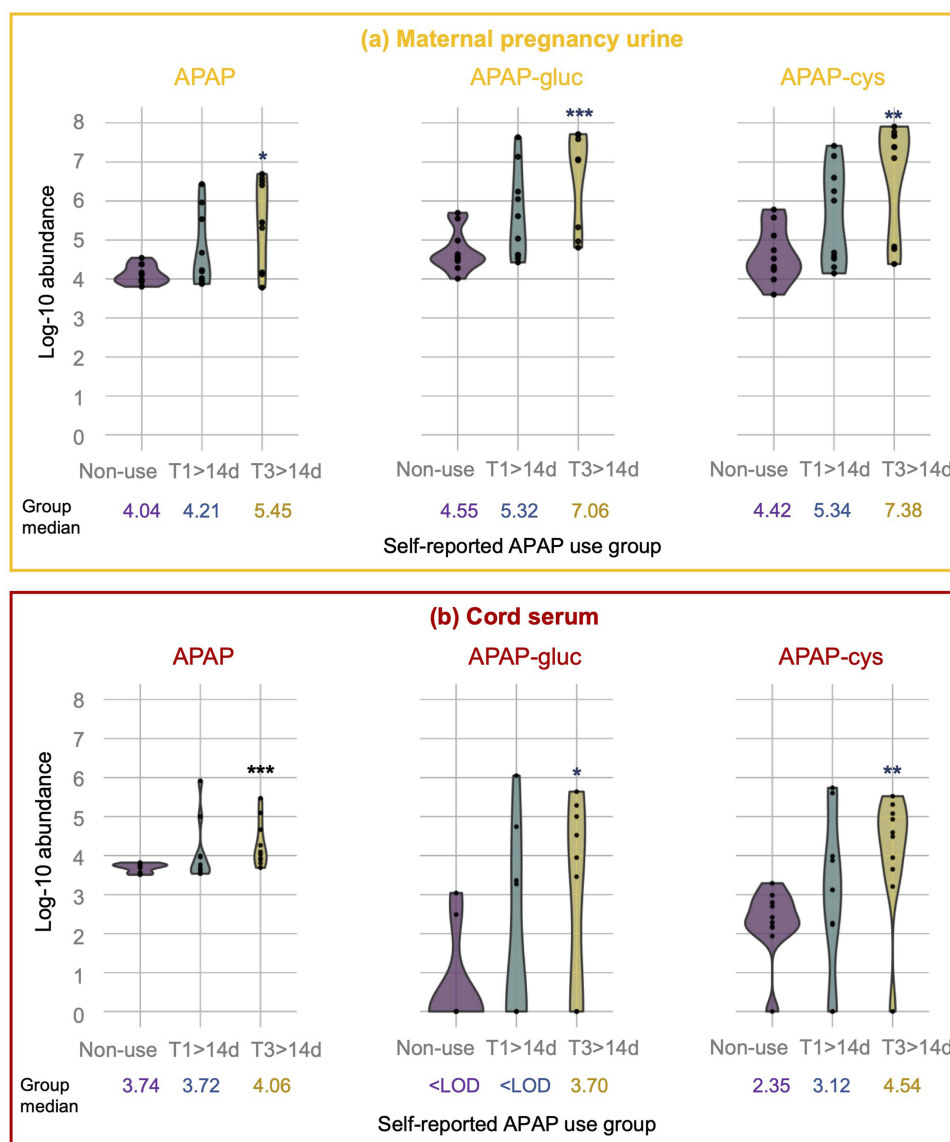 (a) Maternal pregnancy urine
APAP APAP-gluc APAP-cys
Log-10 abundance
8
7
6
5
4
3
2
1
0
* *** **
Non-use T1>14d T3>14d Non-use T1>14d T3>14d Non-use T1>14d T3>14d
Group median 4.04 4.21 5.45 4.55 5.32 7.06 4.42 5.34 7.38
Self-reported APAP use group
(b) Cord serum
APAP APAP-gluc APAP-cys
Log-10 abundance
8
7
6
5
4
3
2
1
0
*** * **
Non-use T1>14d T3>14d Non-use T1>14d T3>14d Non-use T1>14d T3>14d
Group median 3.74 3.72 4.06 <LOD <LOD 3.70 2.35 3.12 4.54
Self-reported APAP use group